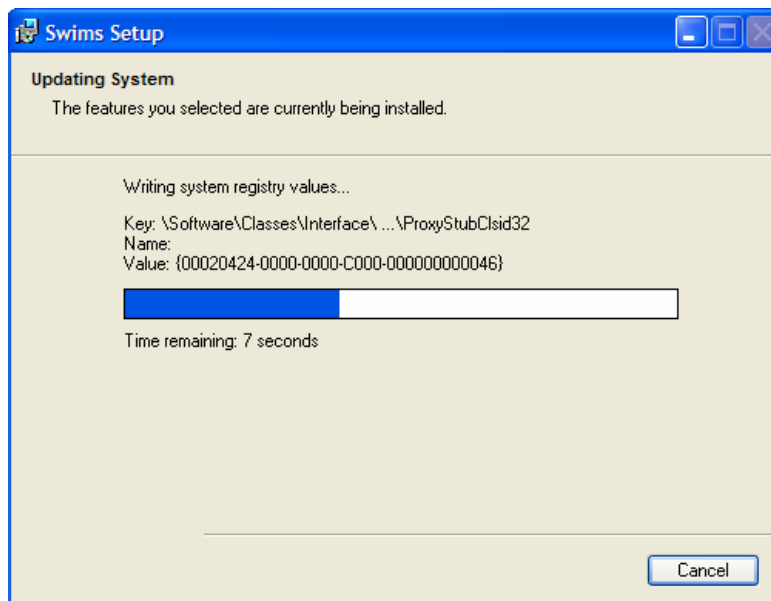 Swims Setup
Updating System
The features you selected are currently being installed.
Writing system registry values...
Key: \Software\Classes\Interface\ ...\ProxyStubClsid32
Name:
Value: {00020424-0000-0000-C000-000000000046}
Time remaining: 7 seconds
Cancel